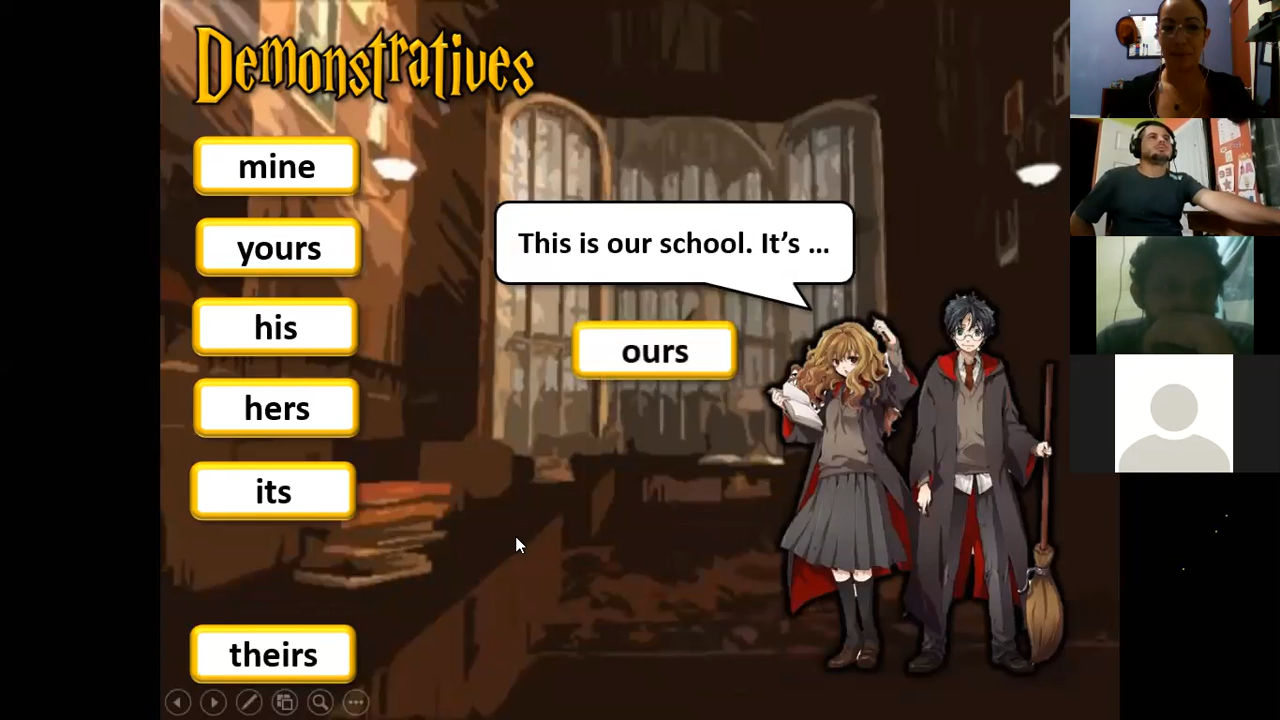 Demonstratives
mine
yours
his
hers
its
theirs
This is our school. It’s ...
ours